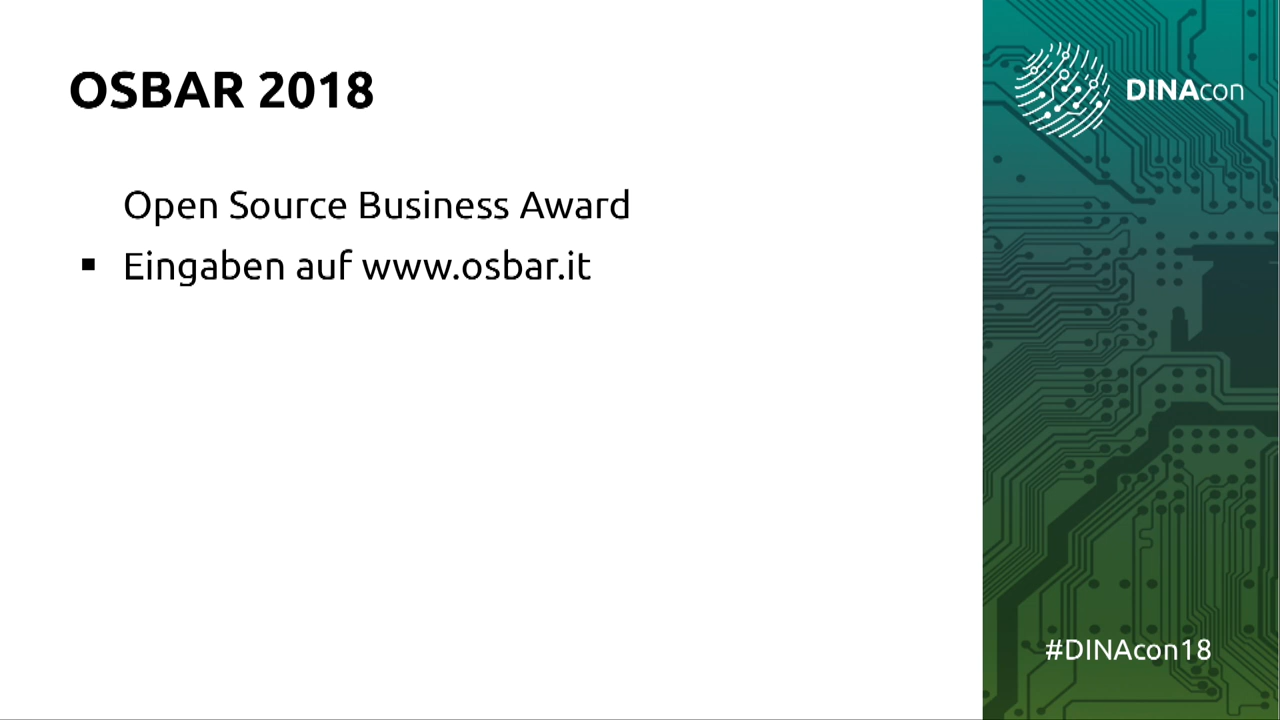 OSBAR 2018
Open Source Business Award
▪ Eingaben auf www.osbar.it
DINAcon
#DINAcon18